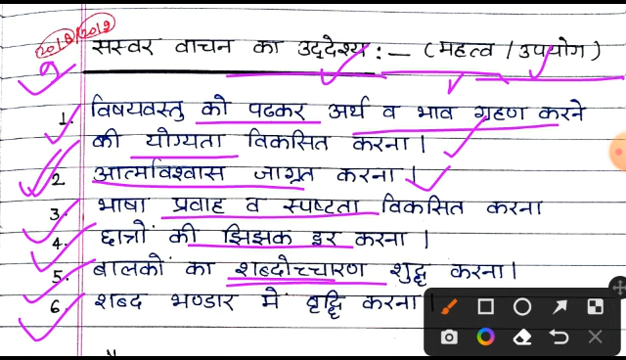 2018/2019
सस्वर वाचन का उद्देश्य :- (महत्व / उपयोग)
1. विषयवस्तु को पढकर अर्थ व भाव ग्रहण करने
की योग्यता विकसित करना।
2 आत्मविश्वास जाग्रत करना।
3. भाषा प्रवाह व स्पष्टता विकसित करना
4. छात्रों की झिझक दूर करना।
5. बालकों का शब्दोच्चारण शुद्ध करना।
6. शब्द भण्डार में वृद्धि करना।